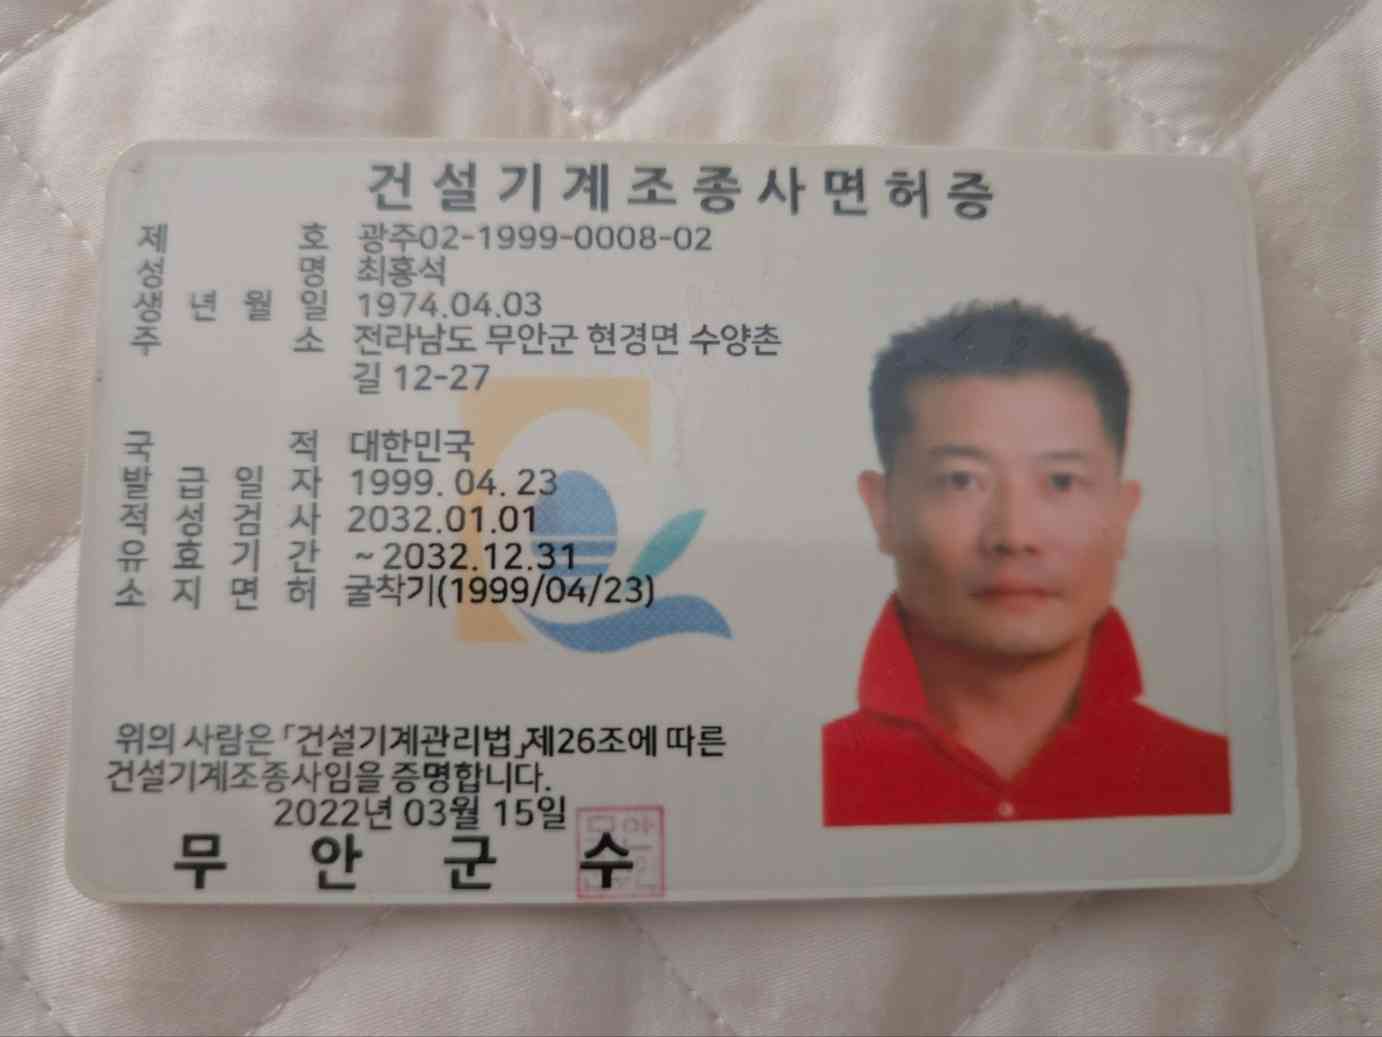 건설기계조종사면허증
제 호 광주02-1999-0008-02
성 명 최홍석
생 년 월 일 1974.04.03
주 소 전라남도 무안군 현경면 수양촌
길 12-27
국 적 대한민국
발 급 일 자 1999. 04. 23
적 성 검 사 2032.01.01
유 효 기 간 ~ 2032.12.31
소 지 면 허 굴착기(1999/04/23)
위의 사람은 「건설기계관리법」제26조에 따른
건설기계조종사임을 증명합니다.
2022년 03월 15일
무 안 군 수